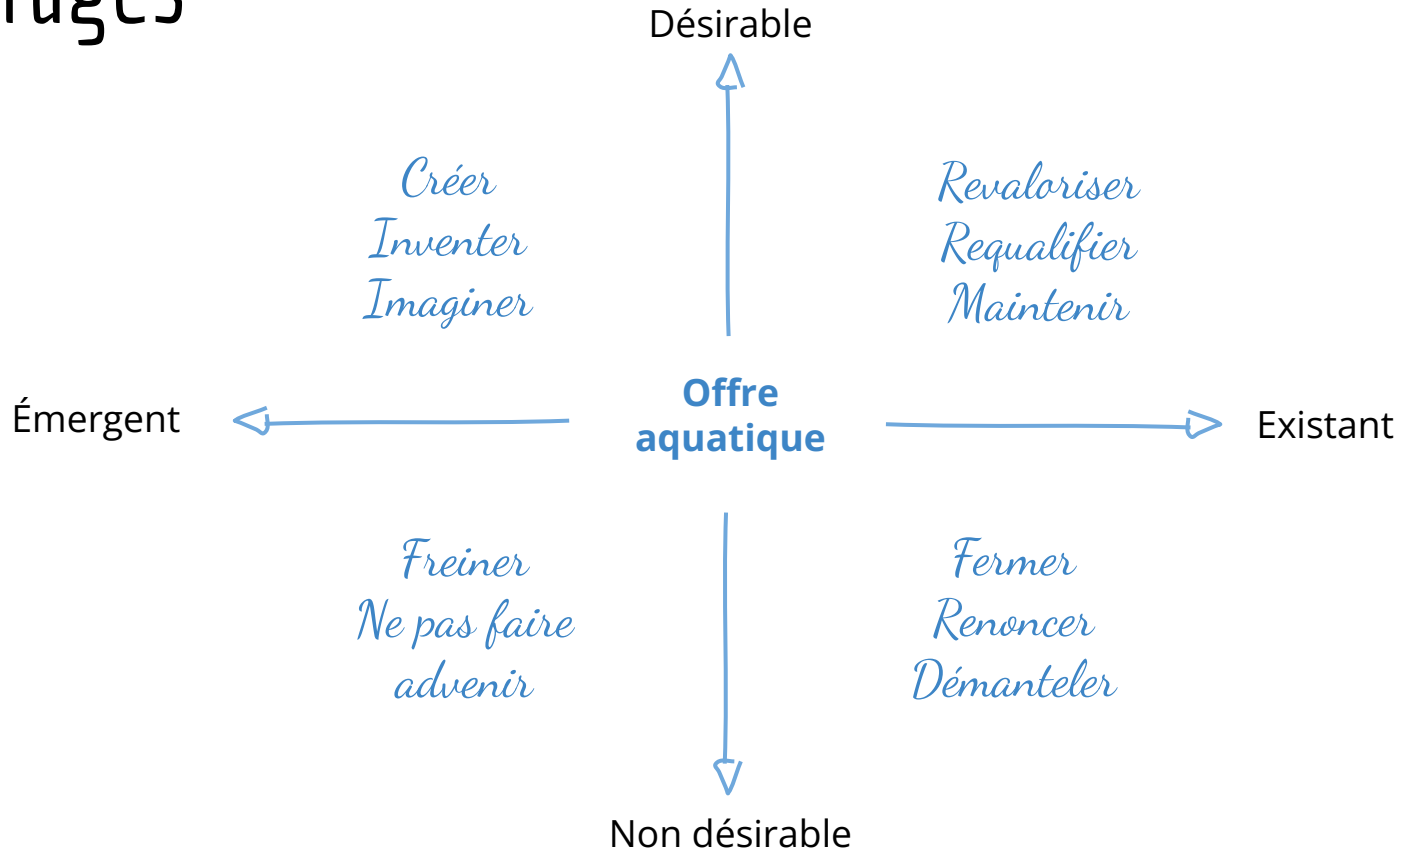 Désirable
Créer
Inventer
Imaginer
Revaloriser
Requalifier
Maintenir
Émergent
Offre
aquatique
Existant
Freiner
Ne pas faire
advenir
Fermer
Renoncer
Démanteler
Non désirable